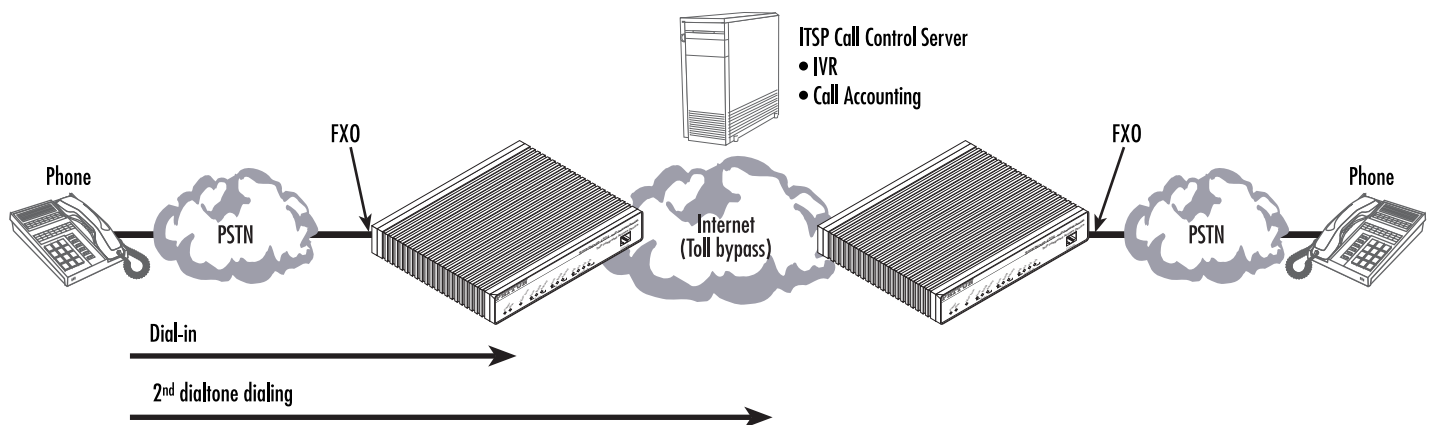 ITSP Call Control Server
• IVR
• Call Accounting
FXO
FXO
Phone
Phone
PSTN
Internet
(Toll bypass)
PSTN
Dial-in
2nd dialtone dialing